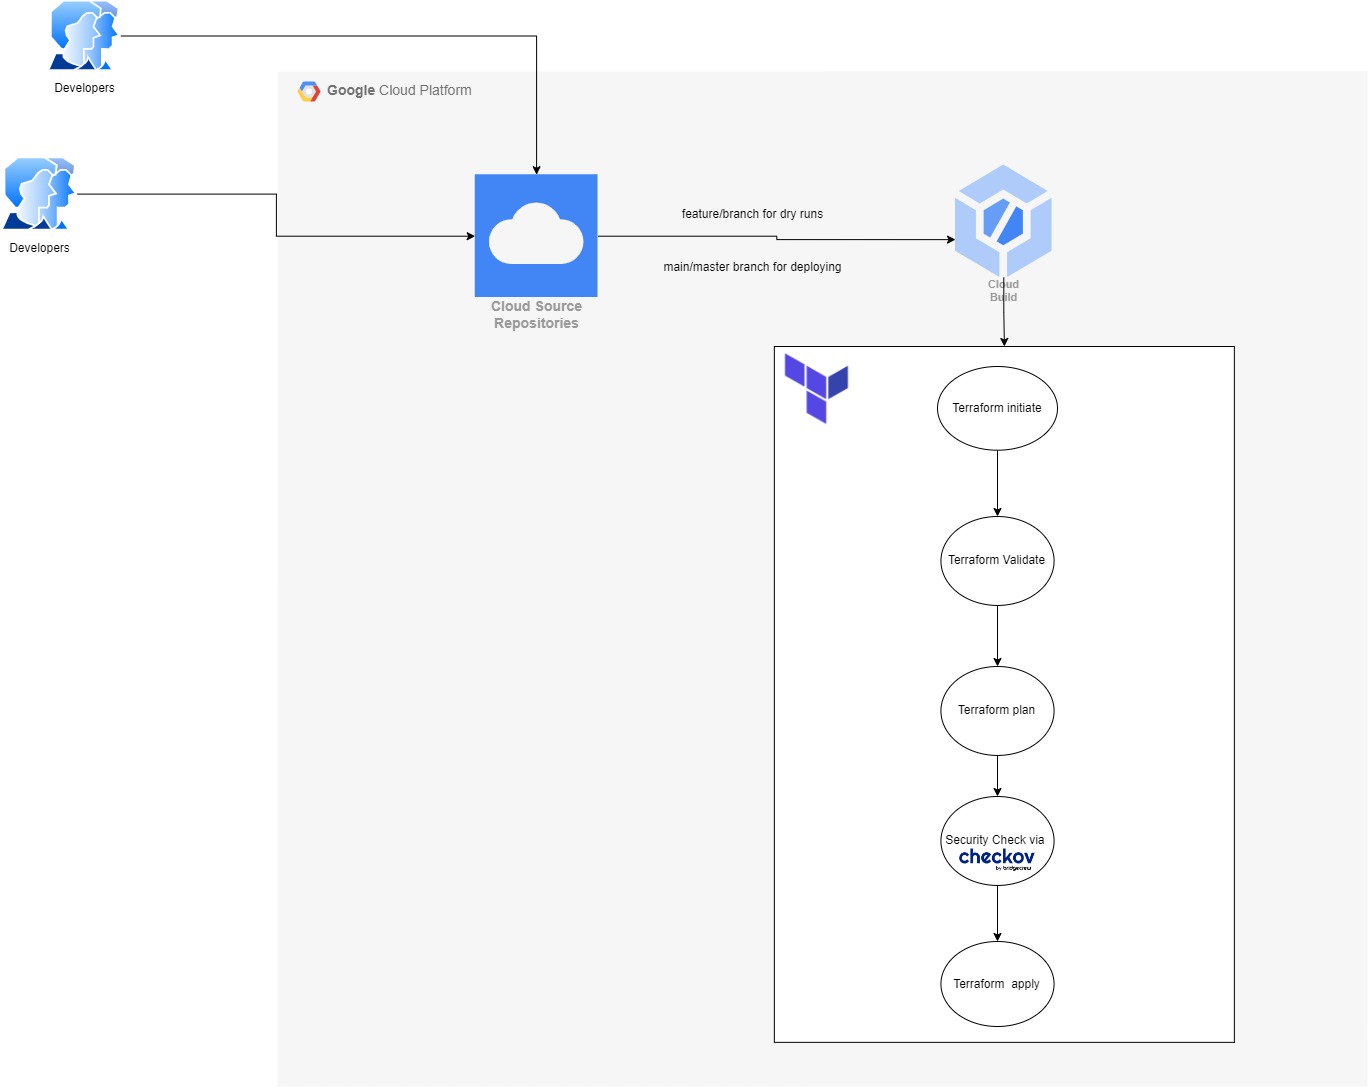 Developers
Google Cloud Platform
Developers
feature/branch for dry runs
main/master branch for deploying
Cloud Source
Repositories
Cloud
Build
Terraform initiate
Terraform Validate
Terraform plan
Security Check via
checkov
by bridgecrew
Terraform apply